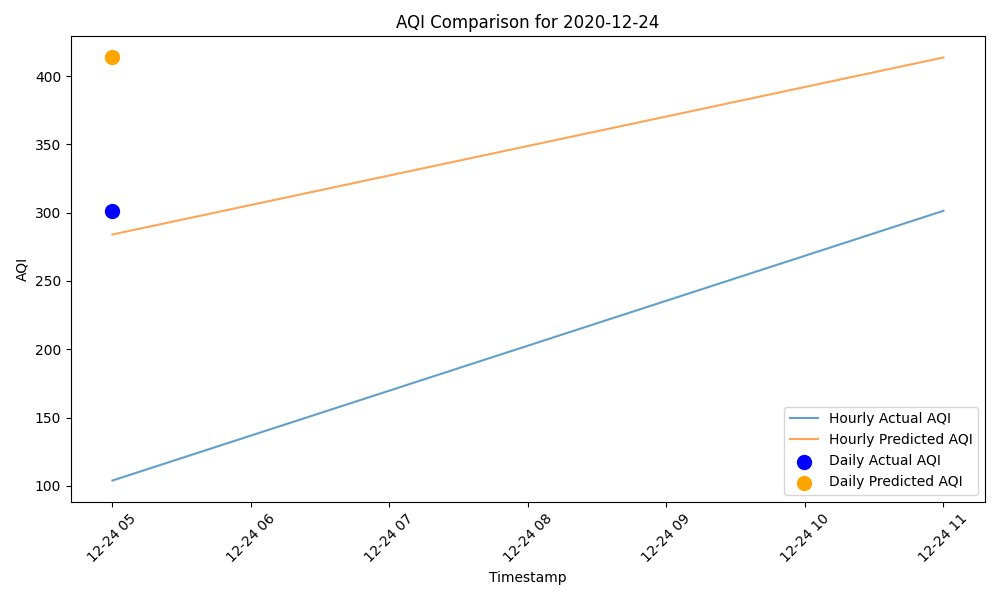 AQI Comparison for 2020-12-24
AQI
400
350
300
250
200
150
100
Hourly Actual AQI
Hourly Predicted AQI
Daily Actual AQI
Daily Predicted AQI
12-24 05
12-24 06
12-24 07
12-24 08
12-24 09
12-24 10
12-24 11
Timestamp